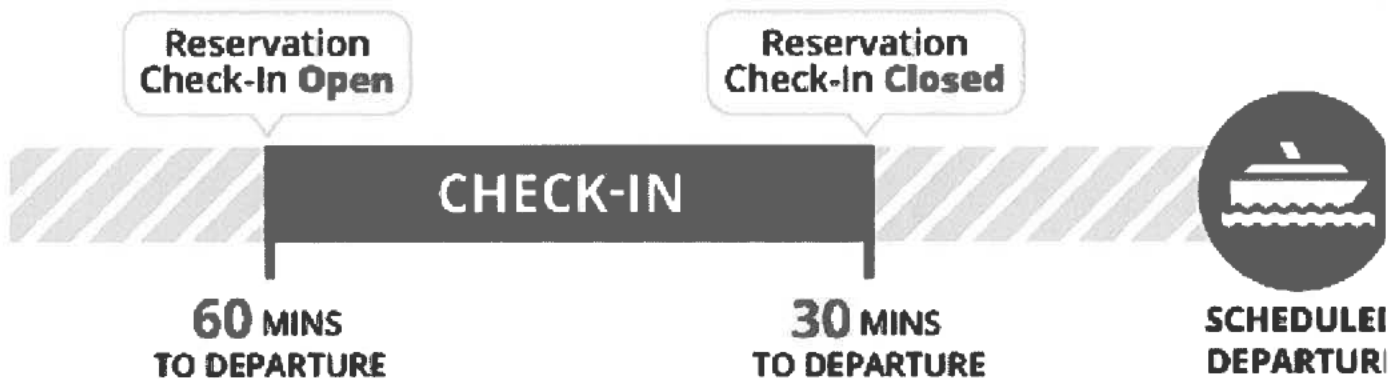 Reservation
Check-In Open
Reservation
Check-In Closed
CHECK-IN
60 MINS
TO DEPARTURE
30 MINS
TO DEPARTURE
SCHEDULE
DEPARTUR